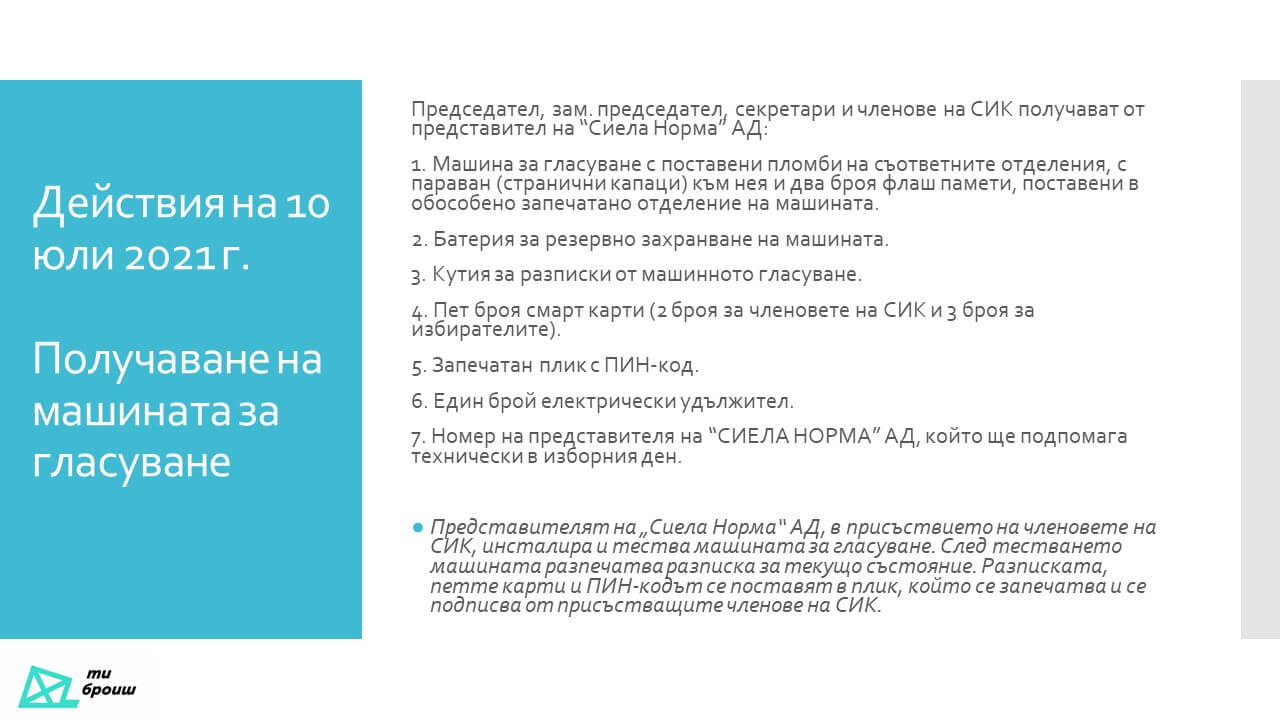 Действия на 10
юли 2021 г.
Получаване на
машината за
гласуване
Председател, зам. председател, секретари и членове на СИК получават от
представител на “Сиела Норма” АД:
1. Машина за гласуване с поставени пломби на съответните отделения, с
параван (странични капаци) към нея и два броя флаш памети, поставени в
обособено запечатано отделение на машината.
2. Батерия за резервно захранване на машината.
3. Кутия за разписки от машинното гласуване.
4. Пет броя смарт карти (2 броя за членовете на СИК и 3 броя за
избирателите).
5. Запечатан плик с ПИН-код.
6. Един брой електрически удължител.
7. Номер на представителя на “СИЕЛА НОРМА” АД, който ще подпомага
технически в изборния ден.
● Представителят на „Сиела Норма“ АД, в присъствието на членовете на
СИК, инсталира и тества машината за гласуване. След тестването
машината разпечатва разписка за текущо състояние. Разписката,
петте карти и ПИН-кодът се поставят в плик, който се запечатва и се
подписва от присъстващите членове на СИК.
ти
броиш